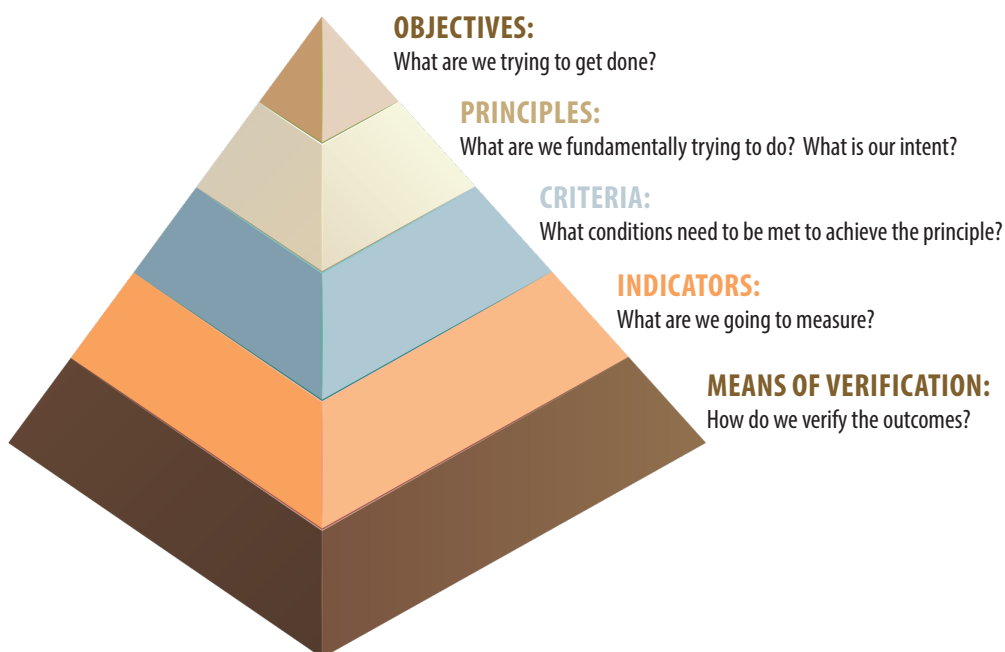 OBJECTIVES:
What are we trying to get done?
PRINCIPLES:
What are we fundamentally trying to do? What is our intent?
CRITERIA:
What conditions need to be met to achieve the principle?
INDICATORS:
What are we going to measure?
MEANS OF VERIFICATION:
How do we verify the outcomes?